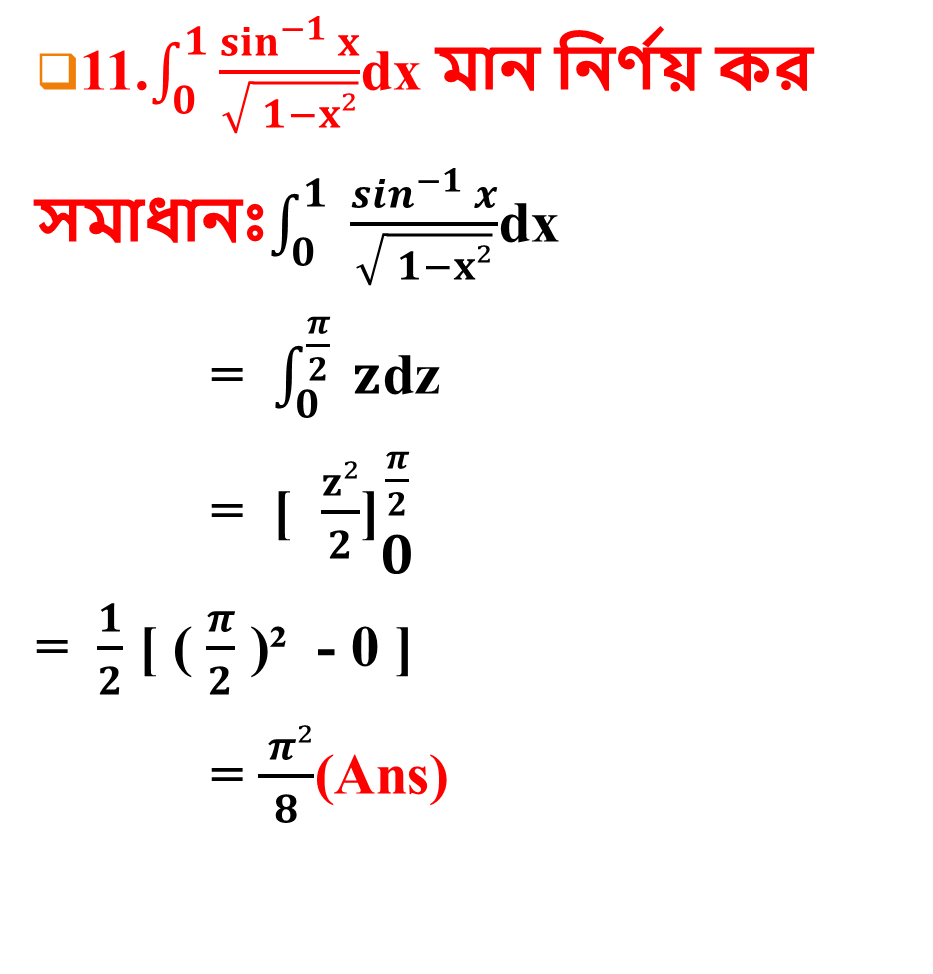 ❑11.∫₀¹ sin⁻¹ x/√(1−x²) dx মান নির্ণয় কর
সমাধানঃ∫₀¹ sin⁻¹ x/√(1−x²) dx
= ∫₀^(π/2) zdz
= [ z²/2 ]₀^(π/2)
= 1/2 [ ( π/2 )² - 0 ]
= π²/8 (Ans)